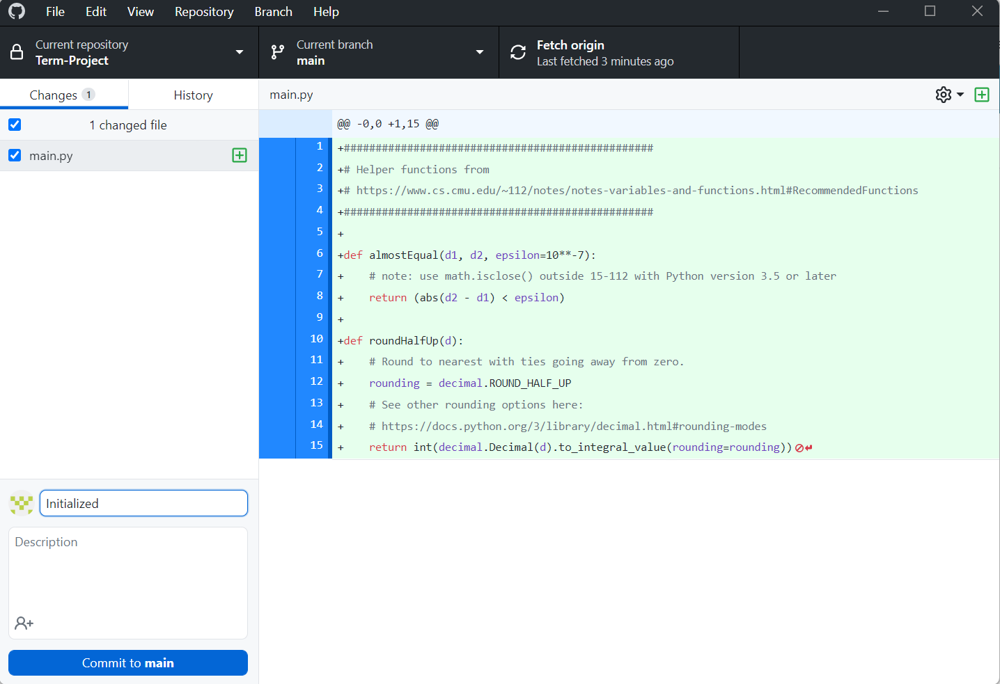 File Edit View Repository Branch Help
Current repository
Term-Project
Current branch
main
Fetch origin
Last fetched 3 minutes ago
Changes 1
History
1 changed file
main.py
main.py
@@ -0,0 +1,15 @@
1 +#################################################
2 +# Helper functions from
3 +# https://www.cs.cmu.edu/~112/notes/notes-variables-and-functions.html#RecommendedFunctions
4 +#################################################
5 +
6 +def almostEqual(d1, d2, epsilon=10**-7):
7 +    # note: use math.isclose() outside 15-112 with Python version 3.5 or later
8 +    return (abs(d2 - d1) < epsilon)
9 +
10 +def roundHalfUp(d):
11 +    # Round to nearest with ties going away from zero.
12 +    rounding = decimal.ROUND_HALF_UP
13 +    # See other rounding options here:
14 +    # https://docs.python.org/3/library/decimal.html#rounding-modes
15 +    return int(decimal.Decimal(d).to_integral_value(rounding=rounding))
Initialized
Description
Commit to main